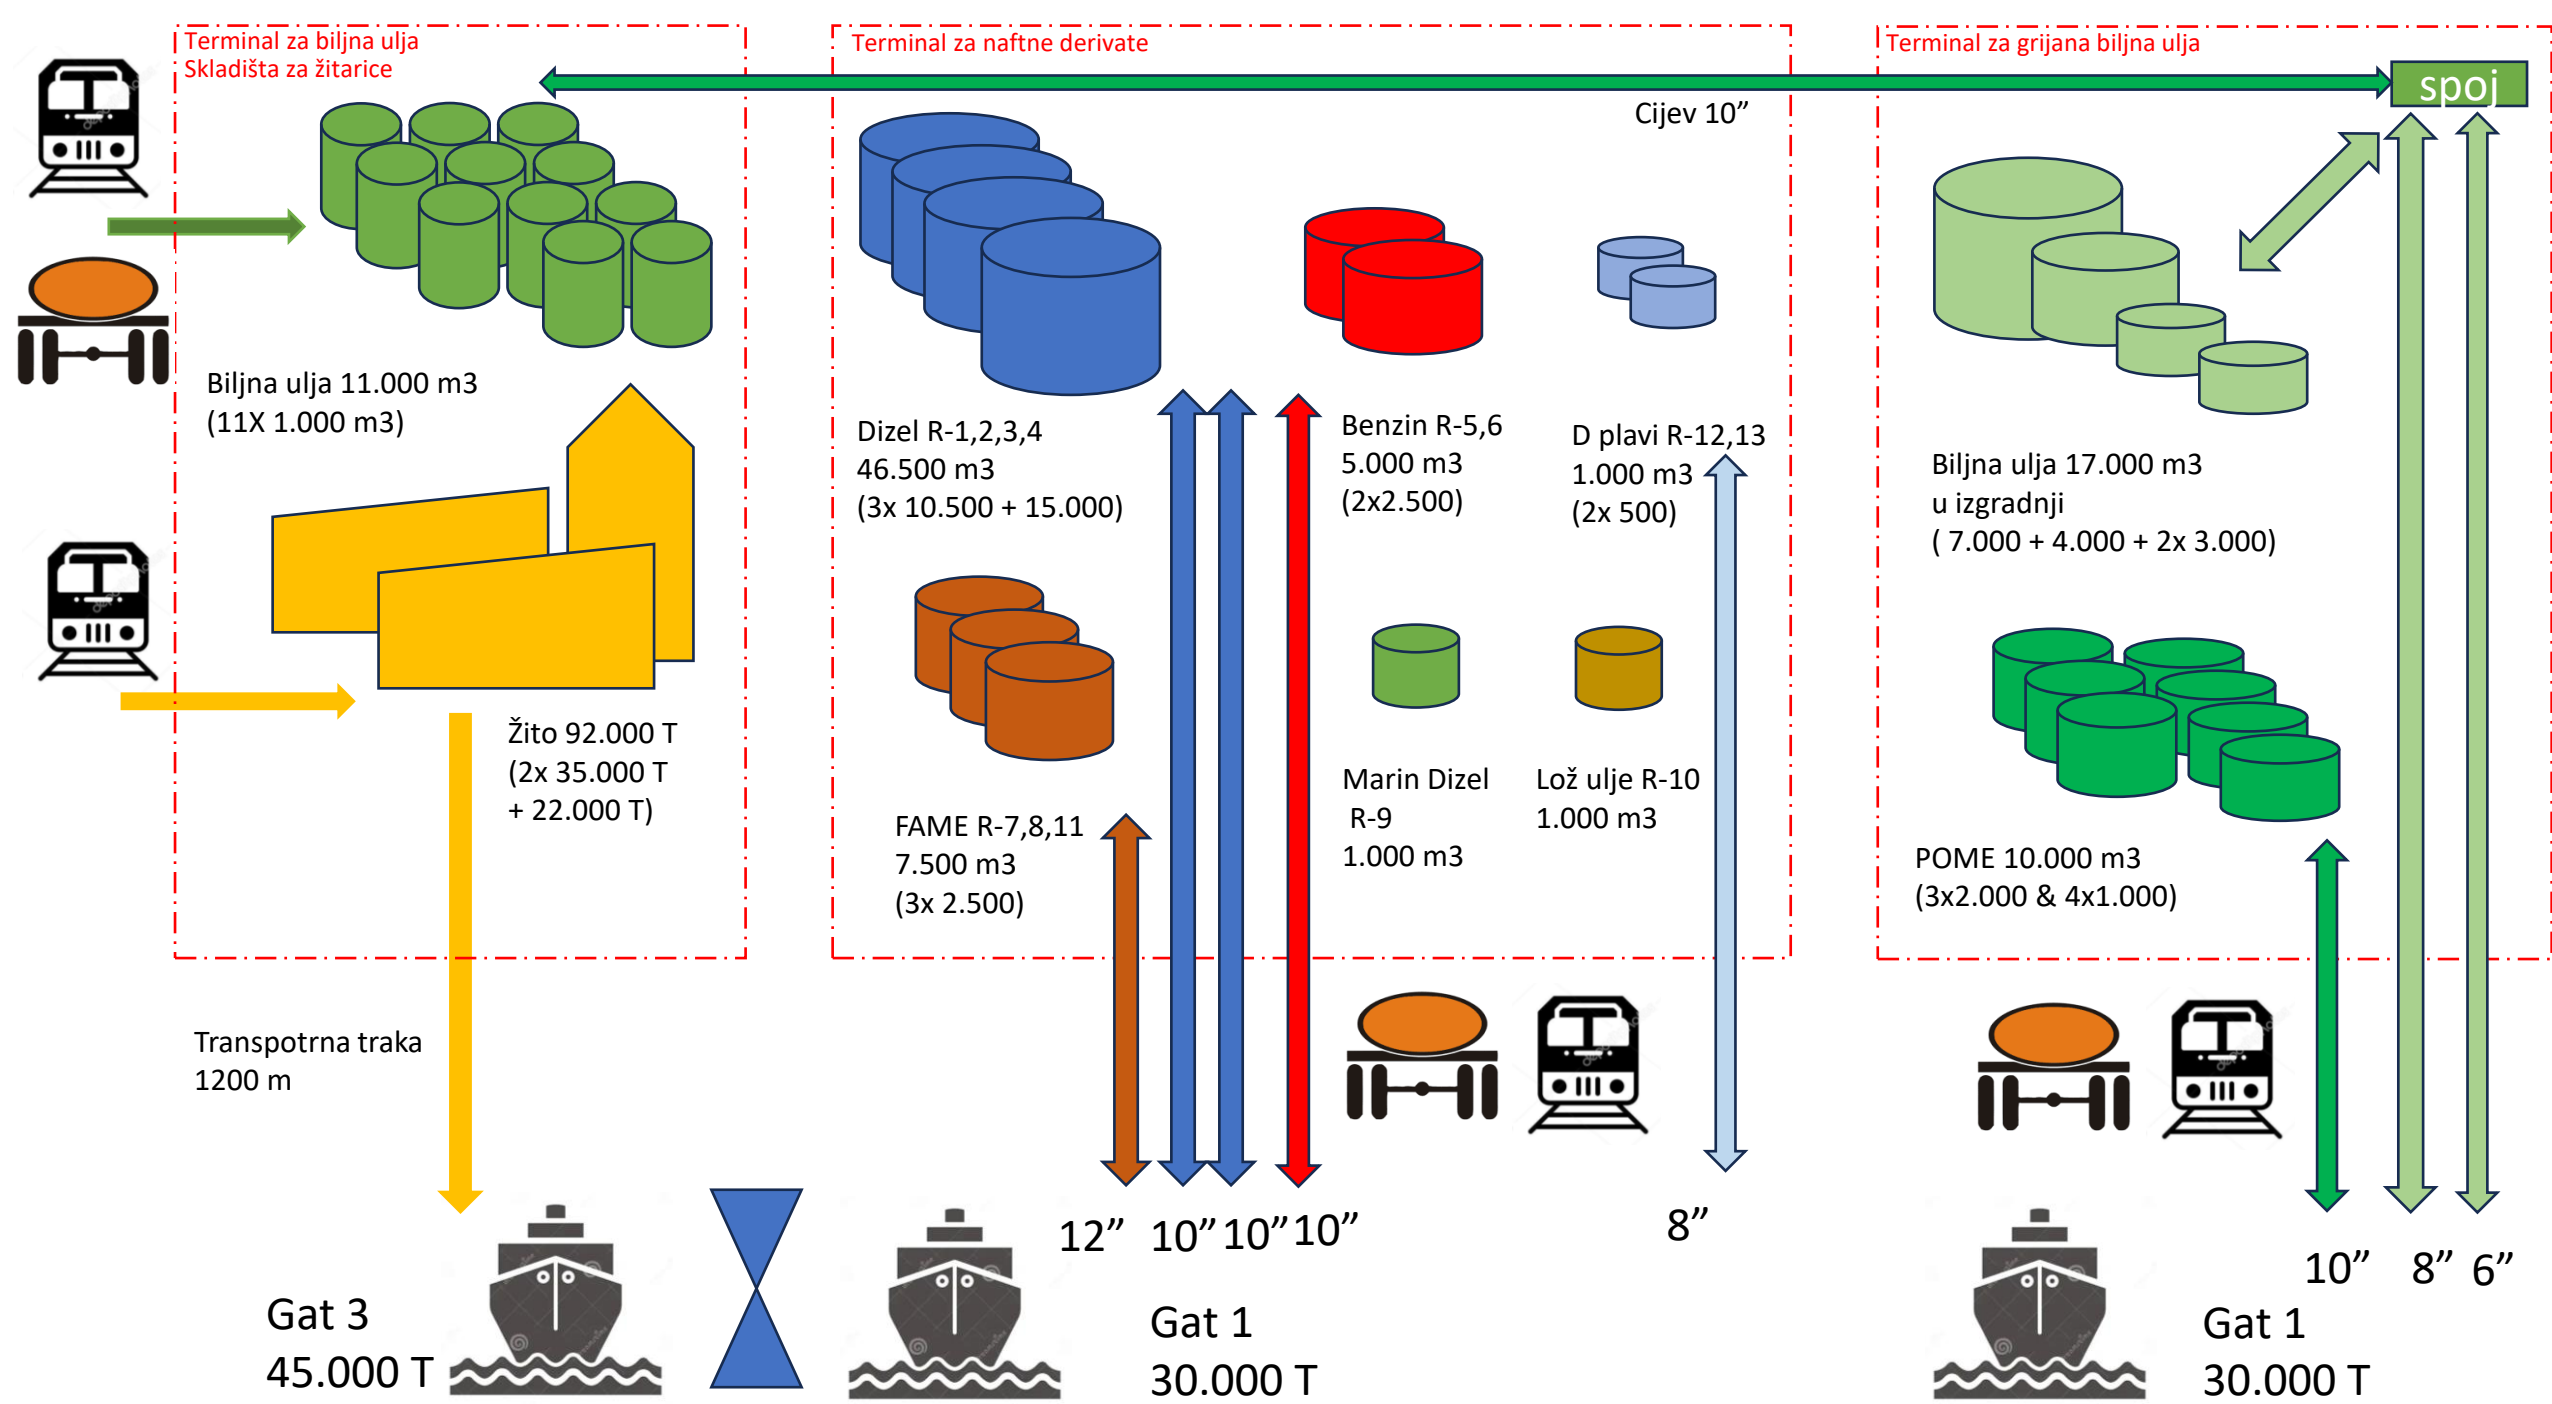 Terminal za biljna ulja
Skladišta za žitarice
Biljna ulja 11.000 m3
(11X 1.000 m3)
Žito 92.000 T
(2x 35.000 T
+ 22.000 T)
Transpotrna traka
1200 m
Gat 3
45.000 T
Terminal za naftne derivate
Cijev 10”
Dizel R-1,2,3,4
46.500 m3
(3x 10.500 + 15.000)
Benzin R-5,6
5.000 m3
(2x2.500)
D plavi R-12,13
1.000 m3
(2x 500)
FAME R-7,8,11
7.500 m3
(3x 2.500)
Marin Dizel
R-9
1.000 m3
Lož ulje R-10
1.000 m3
12” 10” 10” 10”
8”
Gat 1
30.000 T
Terminal za grijana biljna ulja
spoj
Biljna ulja 17.000 m3
u izgradnji
( 7.000 + 4.000 + 2x 3.000)
POME 10.000 m3
(3x2.000 & 4x1.000)
10” 8” 6”
Gat 1
30.000 T